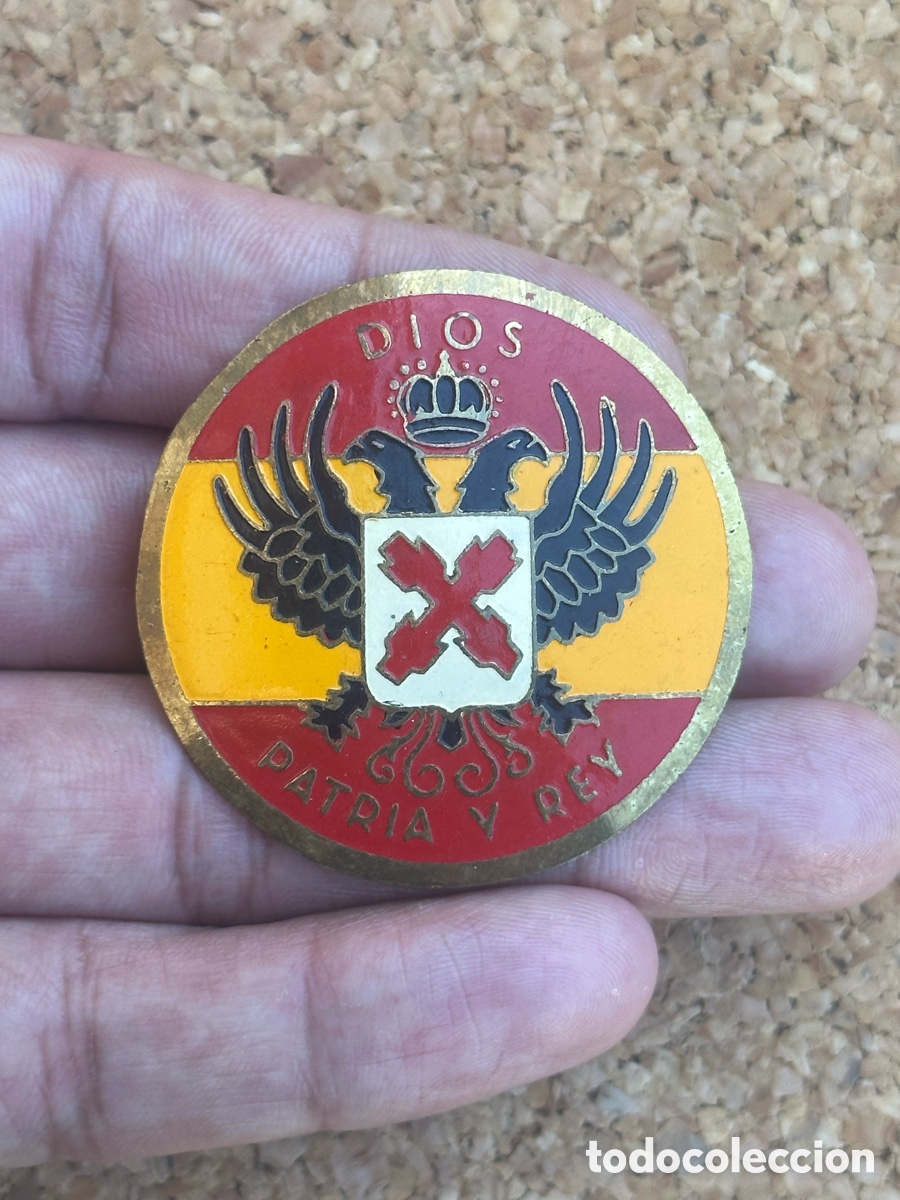 DIOS
PATRIA Y REY
todocoleccion